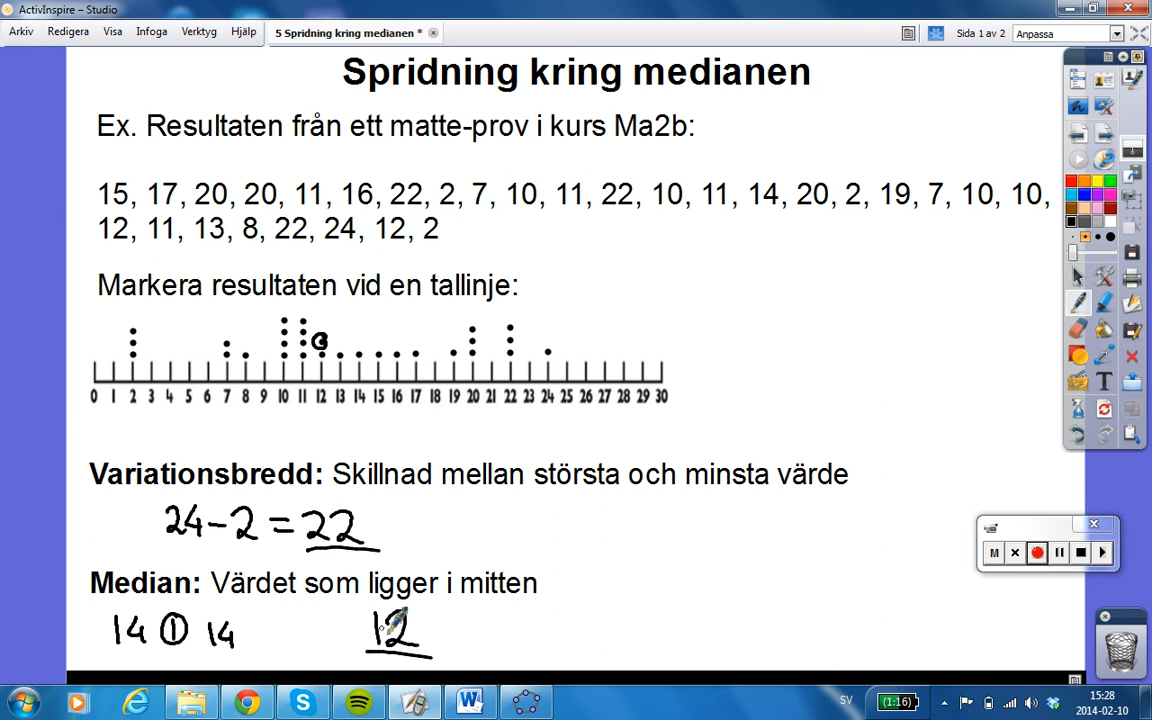 ActivInspire – Studio
Arkiv Redigera Visa Infoga Verktyg Hjälp 5 Spridning kring medianen * Sida 1 av 2 Anpassa
Spridning kring medianen
Ex. Resultaten från ett matte-prov i kurs Ma2b:
15, 17, 20, 20, 11, 16, 22, 2, 7, 10, 11, 22, 10, 11, 14, 20, 2, 19, 7, 10, 10,
12, 11, 13, 8, 22, 24, 12, 2
Markera resultaten vid en tallinje:
0 1 2 3 4 5 6 7 8 9 10 11 12 13 14 15 16 17 18 19 20 21 22 23 24 25 26 27 28 29 30
Variationsbredd: Skillnad mellan största och minsta värde
24-2 = 22
M
Median: Värdet som ligger i mitten
14 1 14 12
SV (1:16) 15:28
2014-02-10